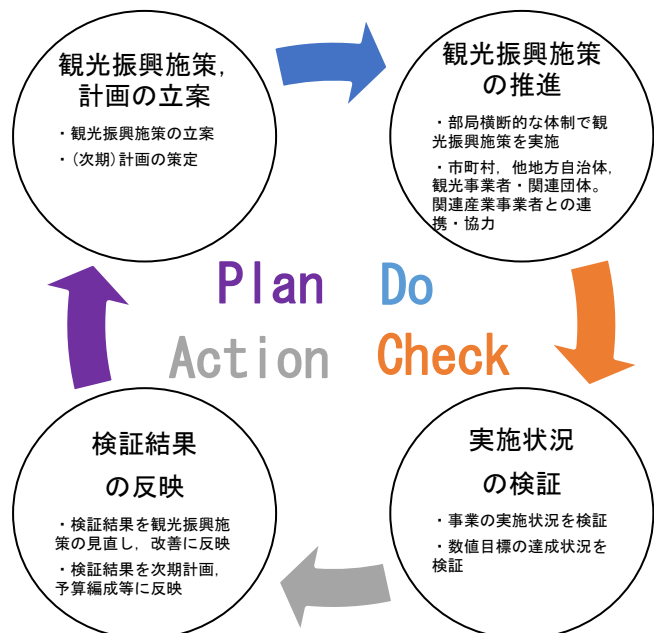 観光振興施策，
計画の立案
・観光振興施策の立案
・(次期)計画の策定
観光振興施策
の推進
・部局横断的な体制で観
光振興施策を実施
・市町村，他地方自治体，
観光事業者・関連団体。
関連産業事業者との連
携・協力
Plan Do
Action Check
検証結果
の反映
・検証結果を観光振興施
策の見直し，改善に反映
・検証結果を次期計画，
予算編成等に反映
実施状況
の検証
・事業の実施状況を検証
・数値目標の達成状況を
検証